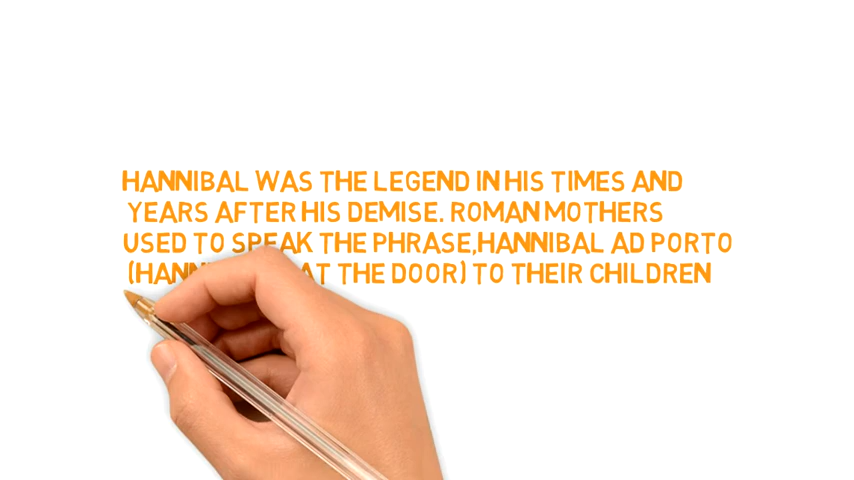 HANNIBAL WAS THE LEGEND IN HIS TIMES AND
YEARS AFTER HIS DEMISE. ROMAN MOTHERS
USED TO SPEAK THE PHRASE,HANNIBAL AD PORTO
AT THE DOOR) TO THEIR CHILDREN